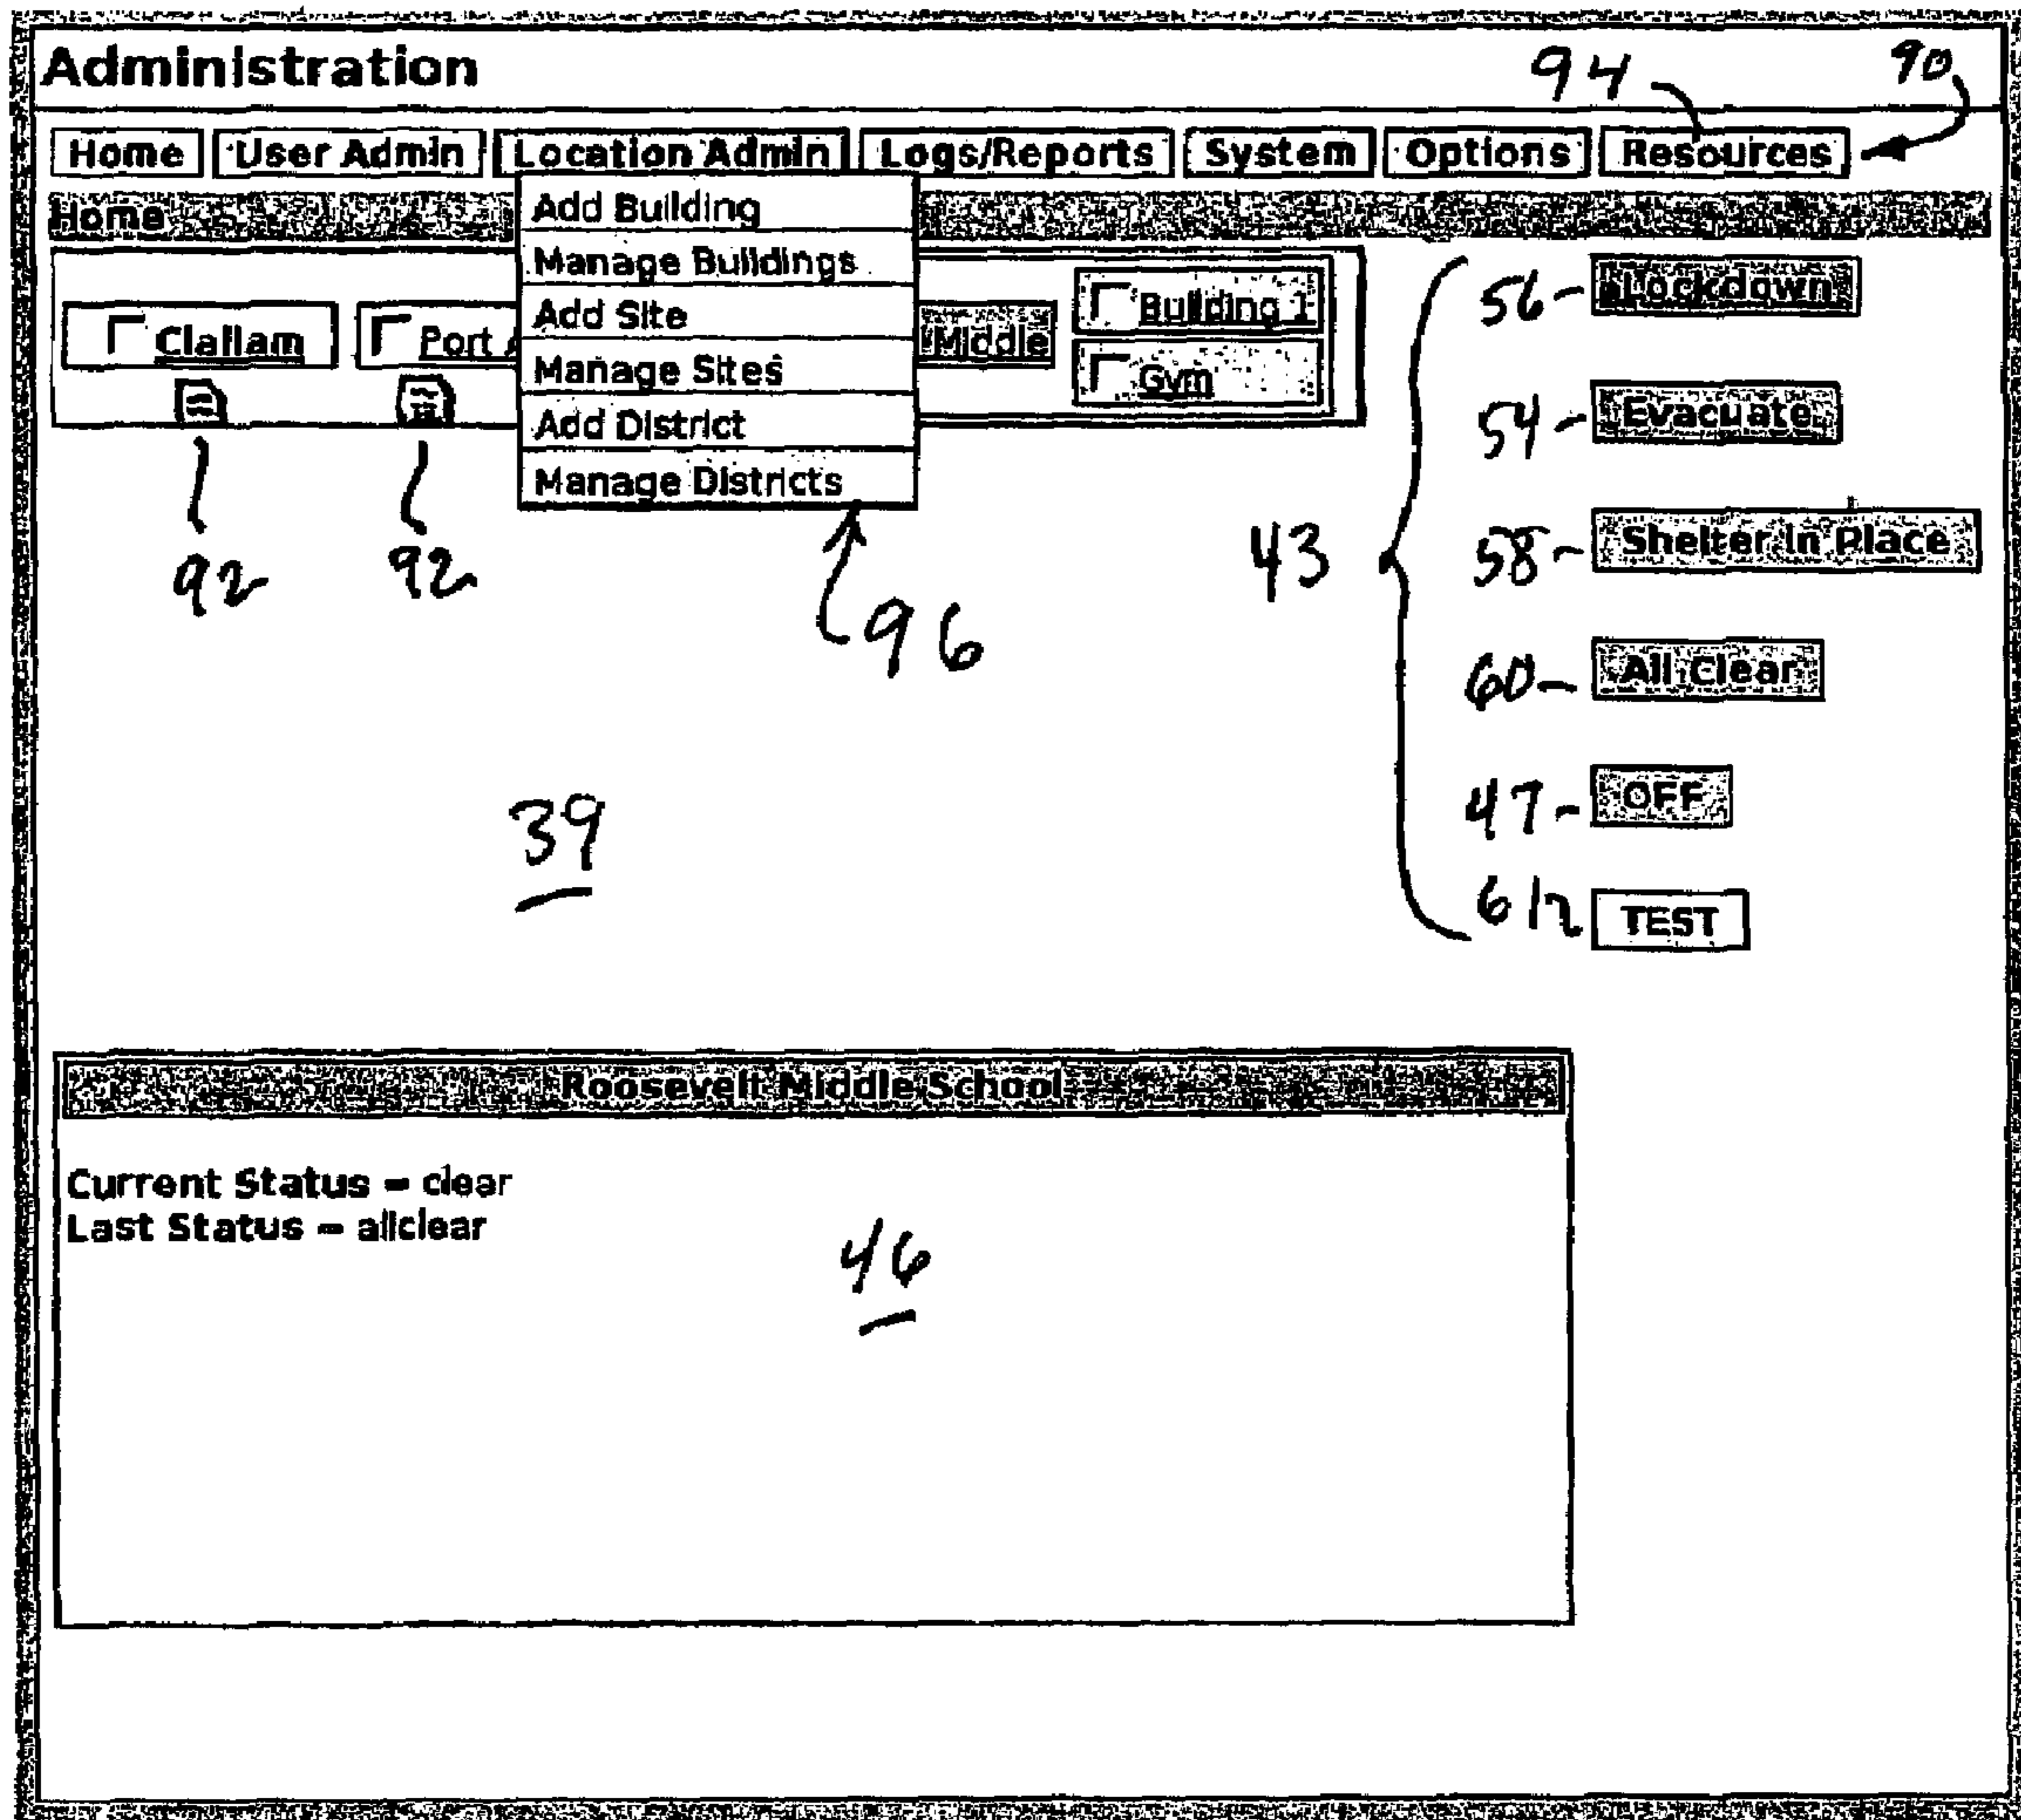 Administration
94 90
Home User Admin Location Admin Logs/Reports System Options Resources
Home
Add Building
Manage Buildings
Add Site
Manage Sites
Add District
Manage Districts
Clallam Port Middle
Building 1
Gym
92 92
96
43
56 Lockdown
54 Evacuate
58 Shelter In Place
60 All Clear
47 OFF
TEST
39
Roosevelt Middle School
Current Status = clear
Last Status = allclear
46